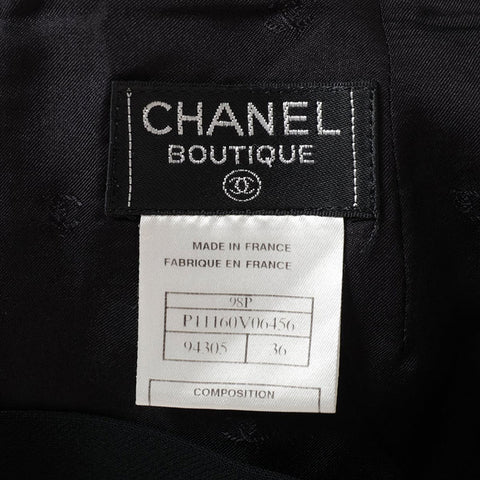 CHANEL
BOUTIQUE
MADE IN FRANCE
FABRIQUE EN FRANCE
98P
P11160V06456
94305 36
COMPOSITION